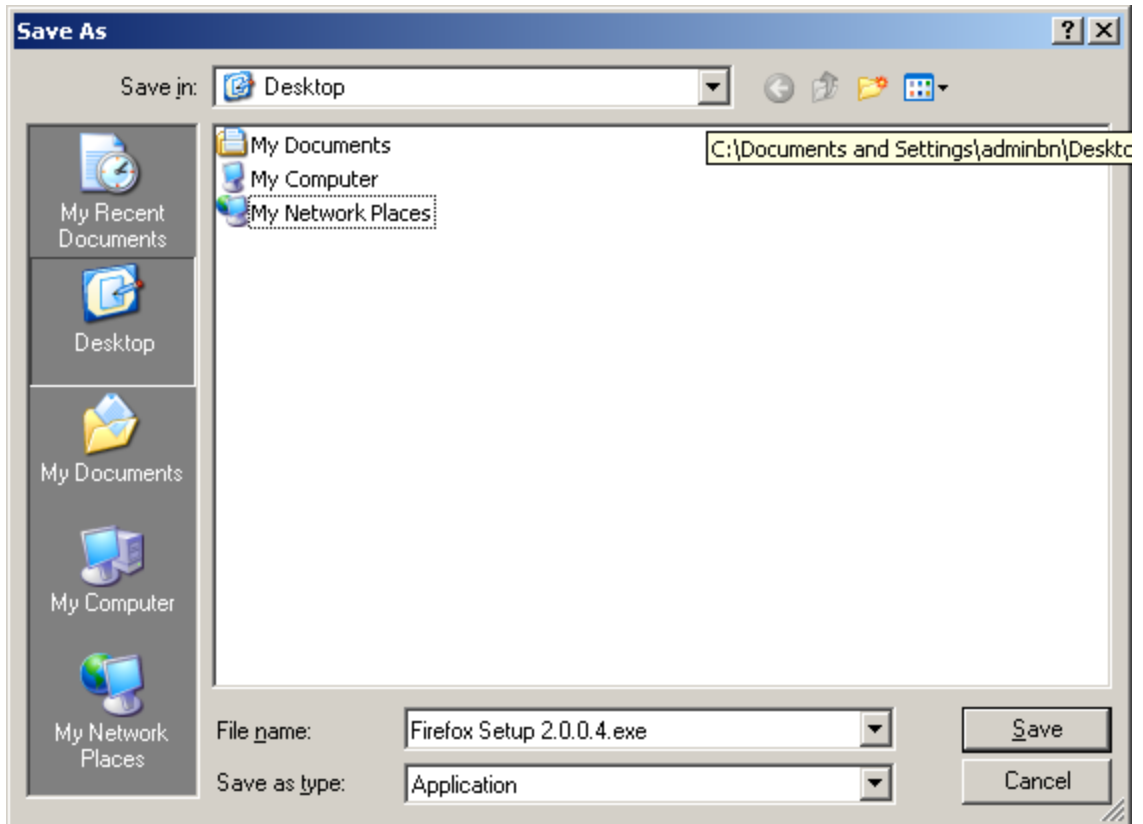 Save As
Save in: Desktop
My Documents
My Computer
My Network Places
C:\Documents and Settings\adminbn\Deskto
My Recent
Documents
Desktop
My Documents
My Computer
My Network
Places
File name: Firefox Setup 2.0.0.4.exe Save
Save as type: Application Cancel